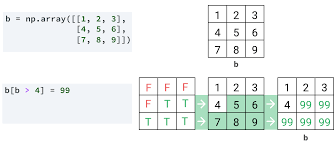 b = np.array([[1, 2, 3],
[4, 5, 6],
[7, 8, 9]])
1 2 3
4 5 6
7 8 9
b
b[b > 4] = 99
F F F
F T T
T T T
1 2 3
4 5 6
7 8 9
1 2 3
4 99 99
99 99 99
b